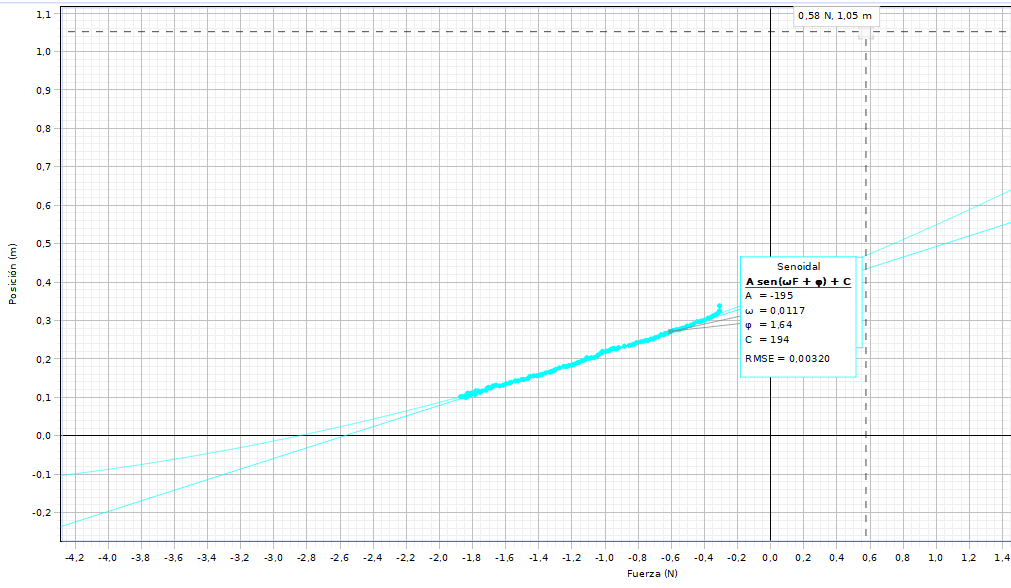 0,58 N, 1,05 m
1,1
1,0
0,9
0,8
0,7
0,6
0,5
0,4
0,3
0,2
0,1
0,0
-0,1
-0,2
Posición (m)
Senoidal
A sen(ωF + φ) + C
A = -195
ω = 0,0117
φ = 1,64
C = 194
RMSE = 0,00320
-4,2 -4,0 -3,8 -3,6 -3,4 -3,2 -3,0 -2,8 -2,6 -2,4 -2,2 -2,0 -1,8 -1,6 -1,4 -1,2 -1,0 -0,8 -0,6 -0,4 -0,2 0,0 0,2 0,4 0,6 0,8 1,0 1,2 1,4
Fuerza (N)